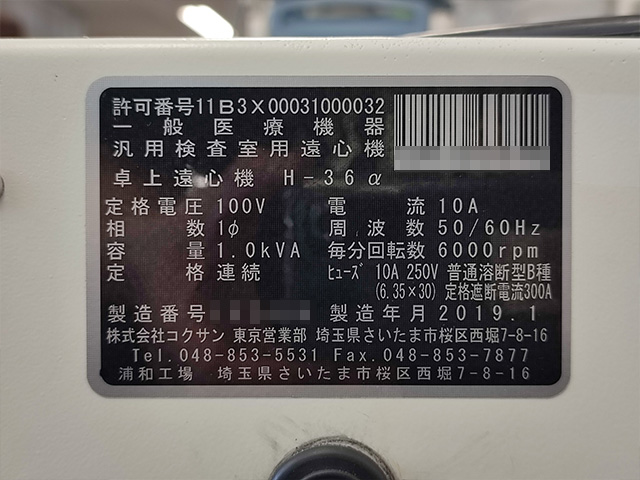 許可番号11B3X00031000032
一般医療機器
汎用検査室用遠心機
卓上遠心機 H-36α
定格電圧 100V 電流 10A
相数 1φ 周波数 50/60Hz
容量 1.0kVA 毎分回転数 6000rpm
定格 連続 ヒューズ 10A 250V 普通溶断型B種
(6.35×30) 定格遮断電流300A
製造番号 製造年月 2019.1
株式会社コクサン 東京営業部 埼玉県さいたま市桜区西堀7-8-16
Tel.048-853-5531 Fax.048-853-7877
浦和工場 埼玉県さいたま市桜区西堀7-8-16